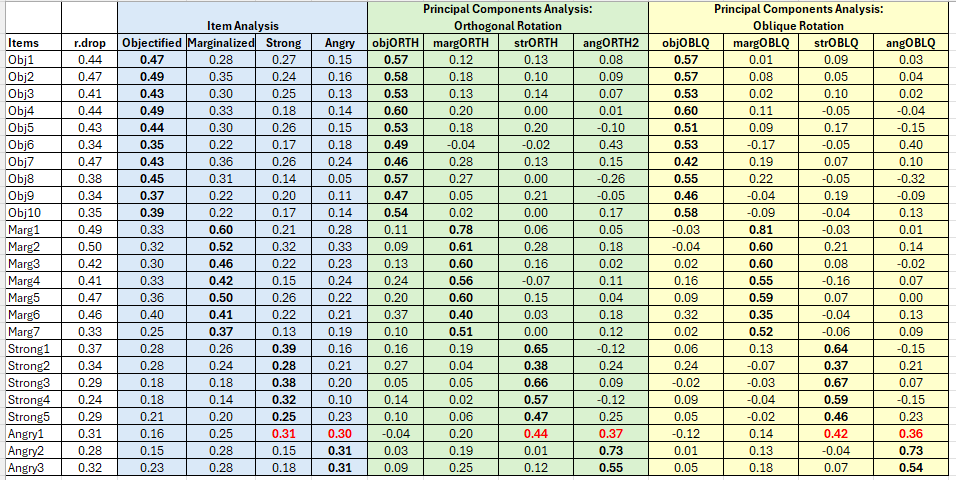 Principal Components Analysis: Principal Components Analysis:
Item Analysis Orthogonal Rotation Oblique Rotation
Items r.drop Objectified Marginalized Strong Angry objORTH margORTH strORTH angORTH2 objOBLQ margOBLQ strOBLQ angOBLQ
Obj1 0.44 0.47 0.28 0.27 0.15 0.57 0.12 0.13 0.08 0.57 0.01 0.09 0.03
Obj2 0.47 0.49 0.35 0.24 0.16 0.58 0.18 0.10 0.09 0.57 0.08 0.05 0.04
Obj3 0.41 0.43 0.30 0.25 0.13 0.53 0.13 0.14 0.07 0.53 0.02 0.10 0.02
Obj4 0.44 0.49 0.33 0.18 0.14 0.60 0.20 0.00 0.01 0.60 0.11 -0.05 -0.04
Obj5 0.43 0.44 0.30 0.26 0.15 0.53 0.18 0.20 -0.10 0.51 0.09 0.17 -0.15
Obj6 0.34 0.35 0.22 0.17 0.18 0.49 -0.04 -0.02 0.43 0.53 -0.17 -0.05 0.40
Obj7 0.47 0.43 0.36 0.26 0.24 0.46 0.28 0.13 0.15 0.42 0.19 0.07 0.10
Obj8 0.38 0.45 0.31 0.14 0.05 0.57 0.27 0.00 -0.26 0.55 0.22 -0.05 -0.32
Obj9 0.34 0.37 0.22 0.20 0.11 0.47 0.05 0.21 -0.05 0.46 -0.04 0.19 -0.09
Obj10 0.35 0.39 0.22 0.17 0.14 0.54 0.02 0.00 0.17 0.58 -0.09 -0.04 0.13
Marg1 0.49 0.33 0.60 0.21 0.28 0.11 0.78 0.06 0.05 -0.03 0.81 -0.03 0.01
Marg2 0.50 0.32 0.52 0.32 0.33 0.09 0.61 0.28 0.18 -0.04 0.60 0.21 0.14
Marg3 0.42 0.30 0.46 0.22 0.23 0.13 0.60 0.16 0.02 0.02 0.60 0.08 -0.02
Marg4 0.41 0.33 0.42 0.15 0.24 0.24 0.56 -0.07 0.11 0.16 0.55 -0.16 0.07
Marg5 0.47 0.36 0.50 0.26 0.22 0.20 0.60 0.15 0.04 0.09 0.59 0.07 0.00
Marg6 0.46 0.40 0.41 0.22 0.21 0.37 0.40 0.03 0.18 0.32 0.35 -0.04 0.13
Marg7 0.33 0.25 0.37 0.13 0.19 0.10 0.51 0.00 0.12 0.02 0.52 -0.06 0.09
Strong1 0.37 0.28 0.26 0.39 0.16 0.16 0.19 0.65 -0.12 0.06 0.13 0.64 -0.15
Strong2 0.34 0.28 0.24 0.28 0.21 0.27 0.04 0.38 0.24 0.24 -0.07 0.37 0.21
Strong3 0.29 0.18 0.18 0.38 0.20 0.05 0.05 0.66 0.09 -0.02 -0.03 0.67 0.07
Strong4 0.24 0.18 0.14 0.32 0.10 0.14 0.02 0.57 -0.12 0.09 -0.04 0.59 -0.15
Strong5 0.29 0.21 0.20 0.25 0.23 0.10 0.06 0.47 0.25 0.05 -0.02 0.46 0.23
Angry1 0.31 0.16 0.25 0.31 0.30 -0.04 0.20 0.44 0.37 -0.12 0.14 0.42 0.36
Angry2 0.28 0.15 0.28 0.15 0.31 0.03 0.19 0.01 0.73 0.01 0.13 -0.04 0.73
Angry3 0.32 0.23 0.28 0.18 0.31 0.09 0.25 0.12 0.55 0.05 0.18 0.07 0.54